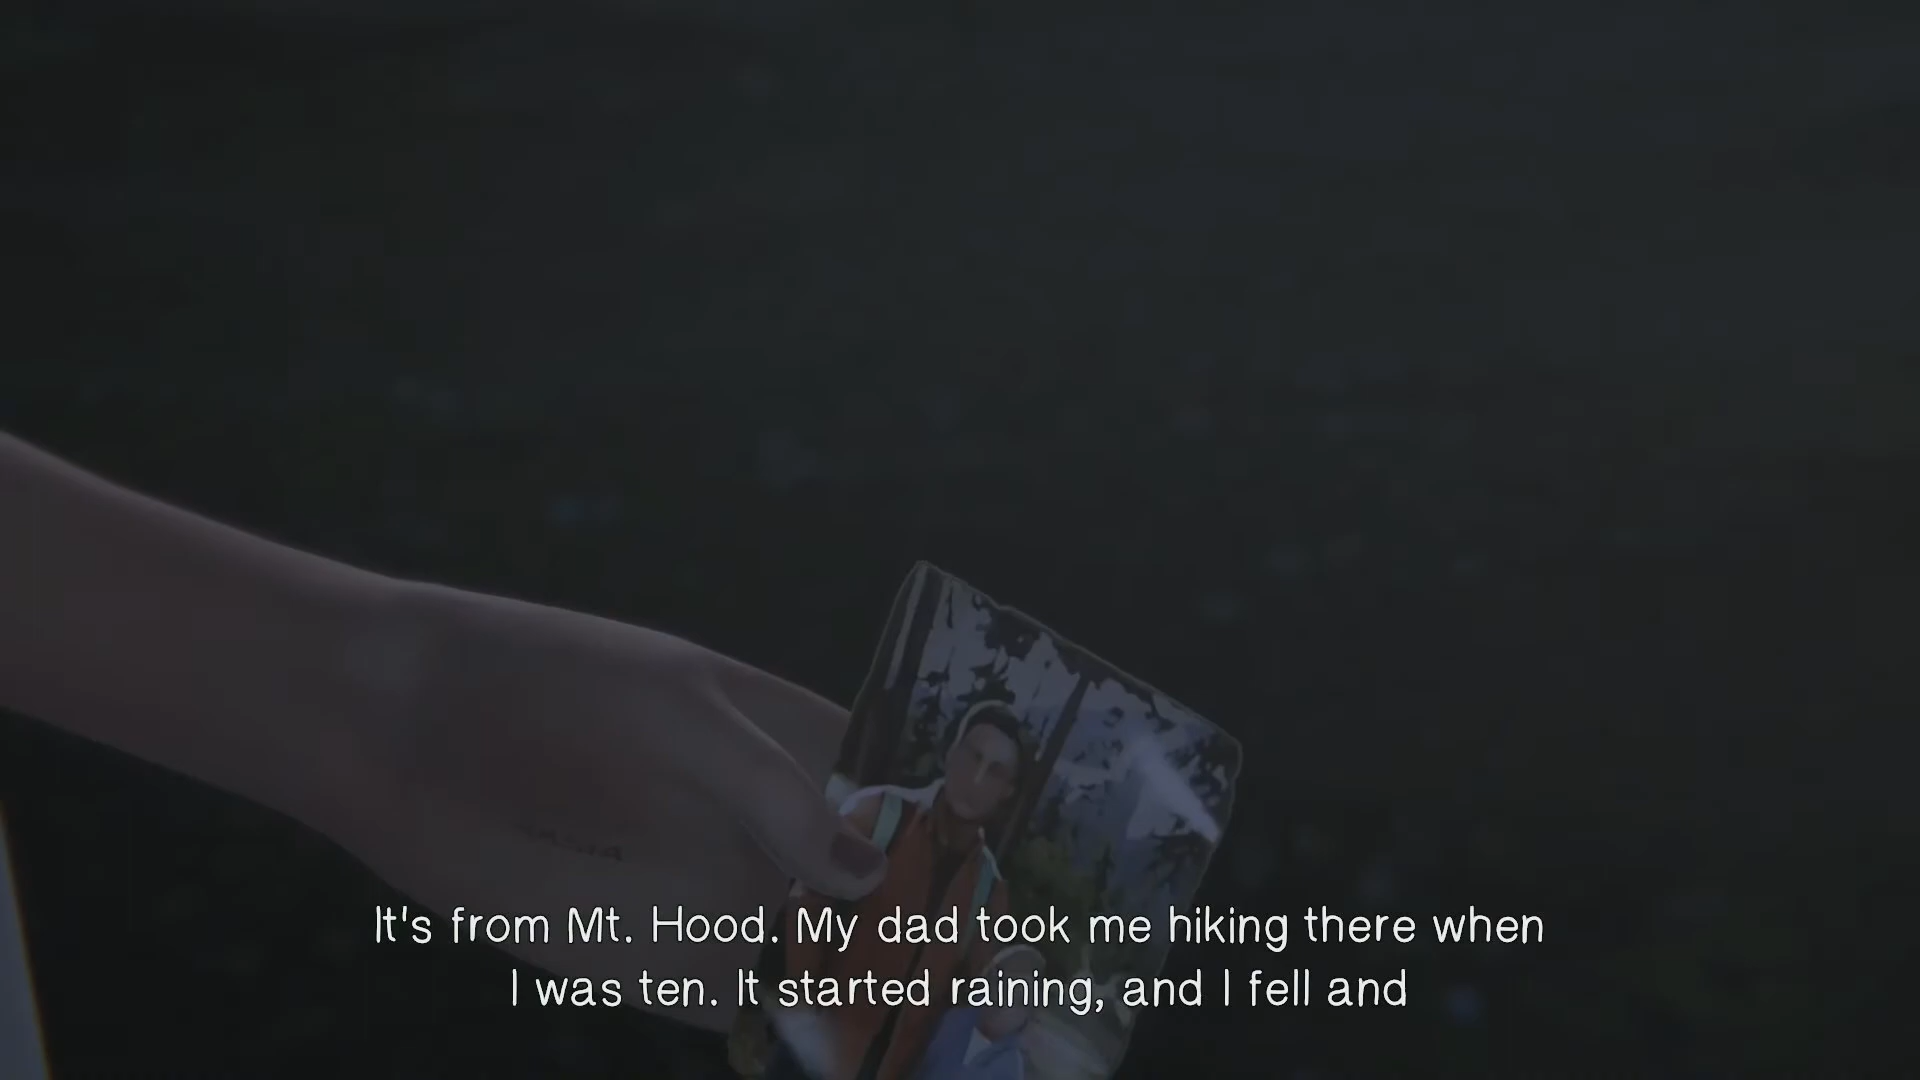 It's from Mt. Hood. My dad took me hiking there when
I was ten. It started raining, and I fell and